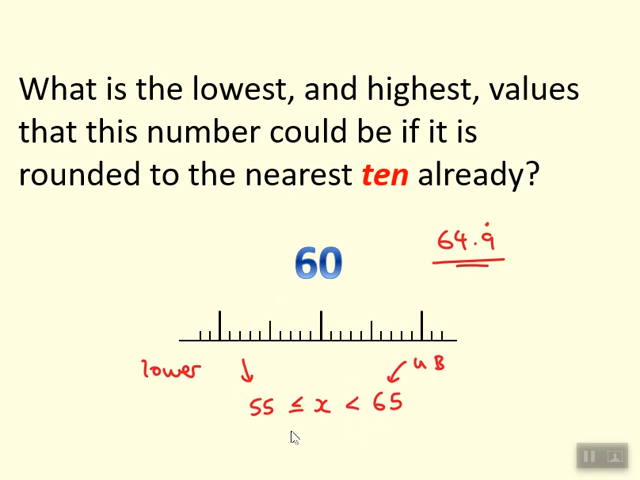 What is the lowest, and highest, values
that this number could be if it is
rounded to the nearest ten already?
64.9̇
60
lower
U B
55 ≤ x < 65